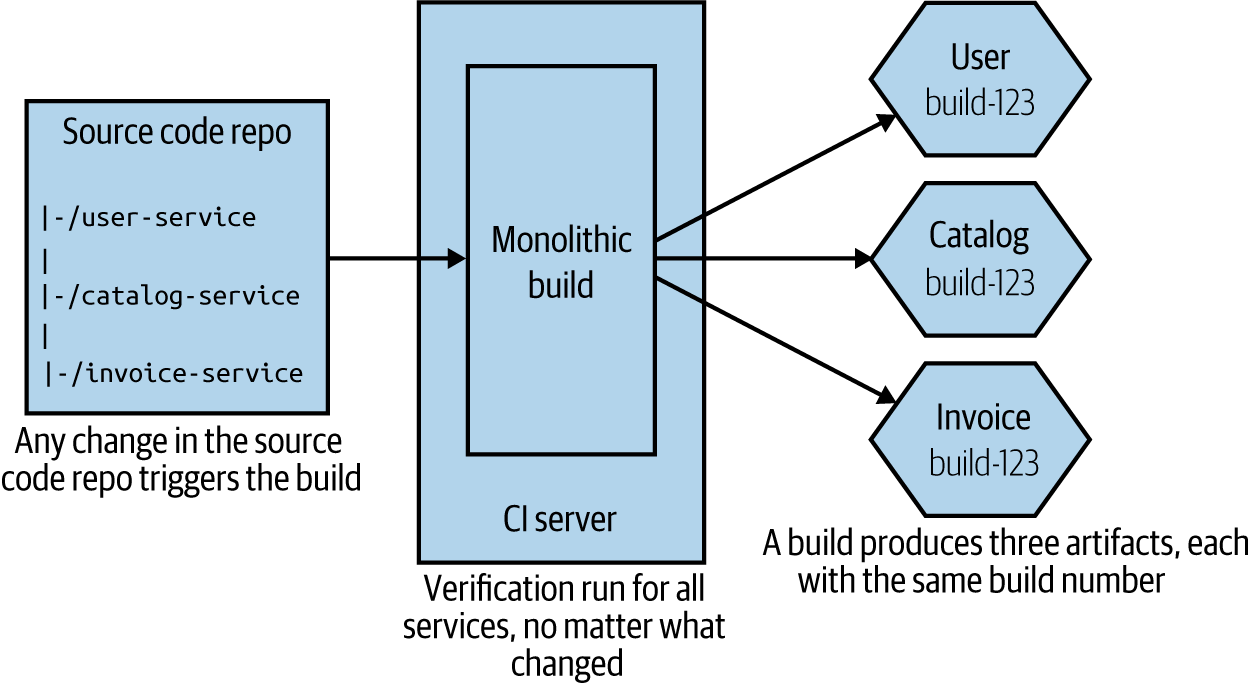 Source code repo
|-/user-service
|
|-/catalog-service
|
|-/invoice-service
Any change in the source
code repo triggers the build
Monolithic
build
CI server
Verification run for all
services, no matter what
changed
User
build-123
Catalog
build-123
Invoice
build-123
A build produces three artifacts, each
with the same build number